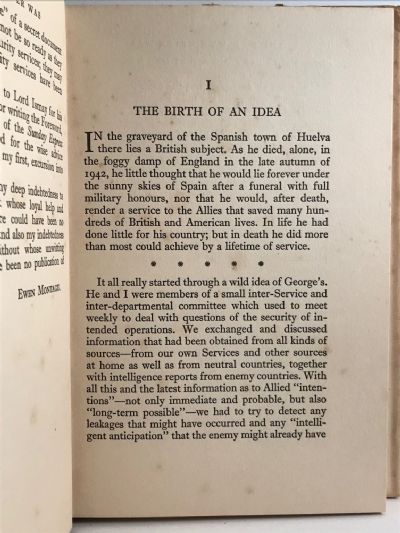 ER WAS
of a secret document
not be so ready as they
curity services; they may
ty services have been
to Lord Ismay for his
or writing the Foreword,
of the Sunday Express
d for the wise advice
my first, excursion into
my deep indebtedness to
whose loyal help and
ce could have been to
nd also my indebtedness
without whose unwitting
e been no publication of
EWEN MONTAGU.
I
THE BIRTH OF AN IDEA
IN the graveyard of the Spanish town of Huelva
there lies a British subject. As he died, alone, in
the foggy damp of England in the late autumn of
1942, he little thought that he would lie forever under
the sunny skies of Spain after a funeral with full
military honours, nor that he would, after death,
render a service to the Allies that saved many hun-
dreds of British and American lives. In life he had
done little for his country; but in death he did more
than most could achieve by a lifetime of service.
* * * * *
It all really started through a wild idea of George's.
He and I were members of a small inter-Service and
inter-departmental committee which used to meet
weekly to deal with questions of the security of in-
tended operations. We exchanged and discussed
information that had been obtained from all kinds of
sources—from our own Services and other sources
at home as well as from neutral countries, together
with intelligence reports from enemy countries. With
all this and the latest information as to Allied "inten-
tions"—not only immediate and probable, but also
"long-term possible"—we had to try to detect any
leakages that might have occurred and any "intelli-
gent anticipation" that the enemy might already have